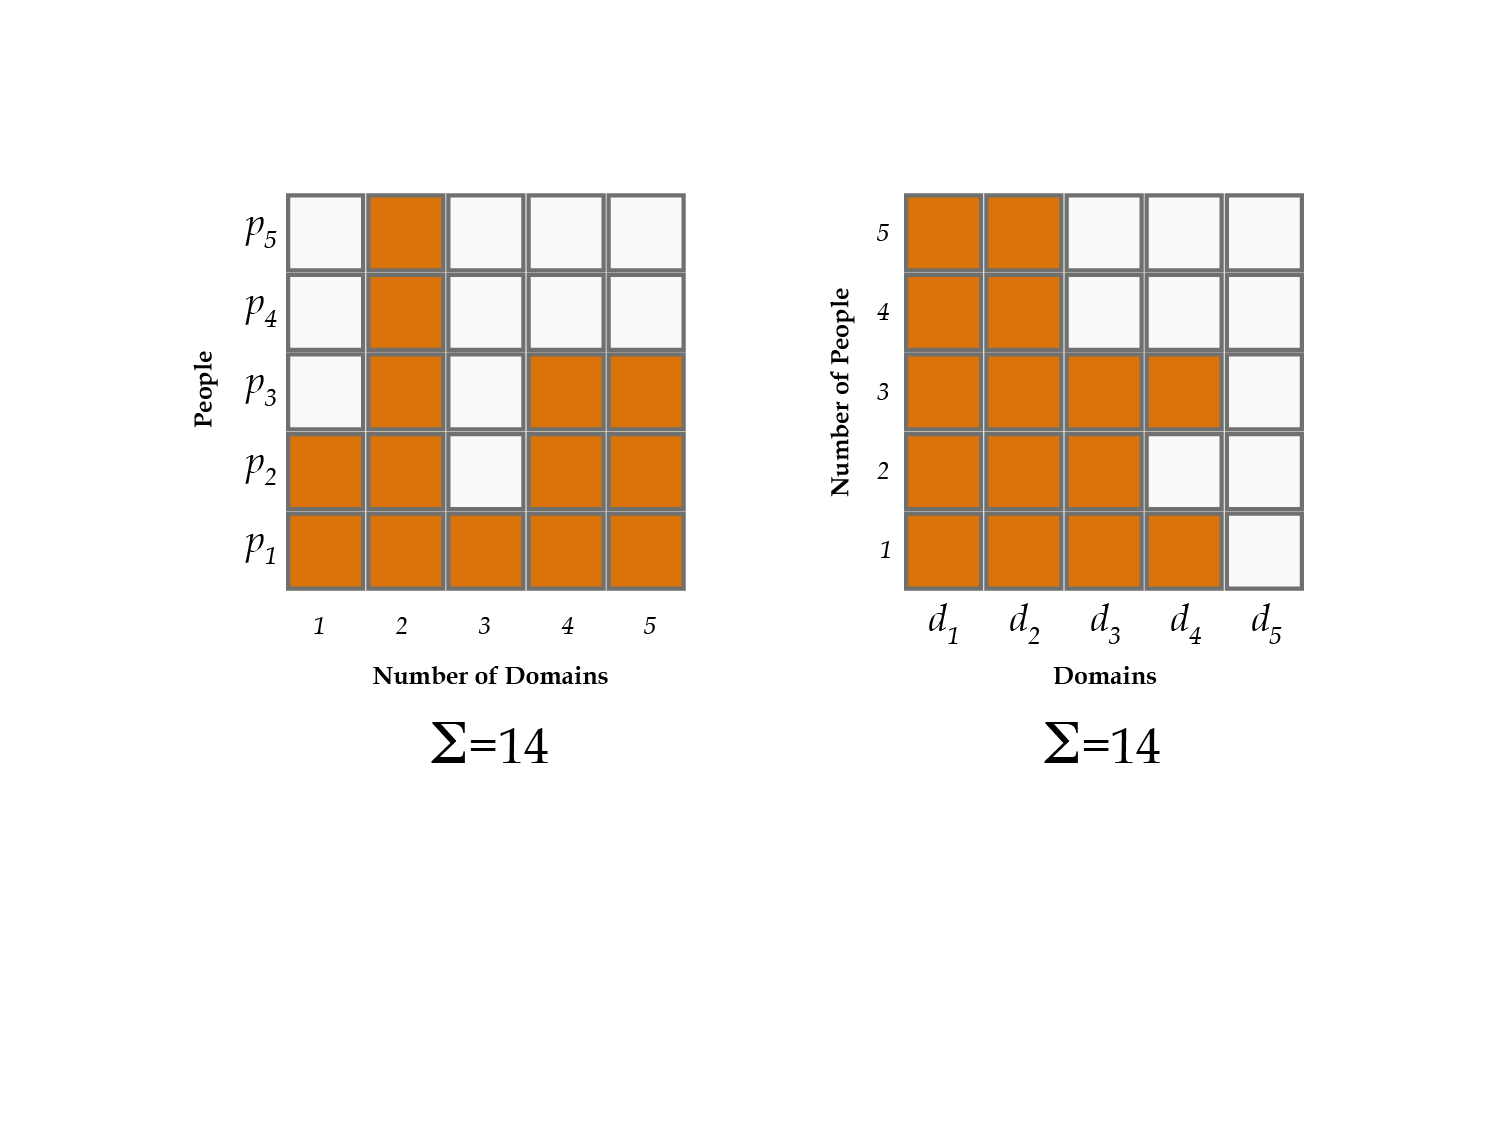 People
p5
p4
p3
p2
p1
1 2 3 4 5
Number of Domains
Σ=14
Number of People
5
4
3
2
1
d1 d2 d3 d4 d5
Domains
Σ=14